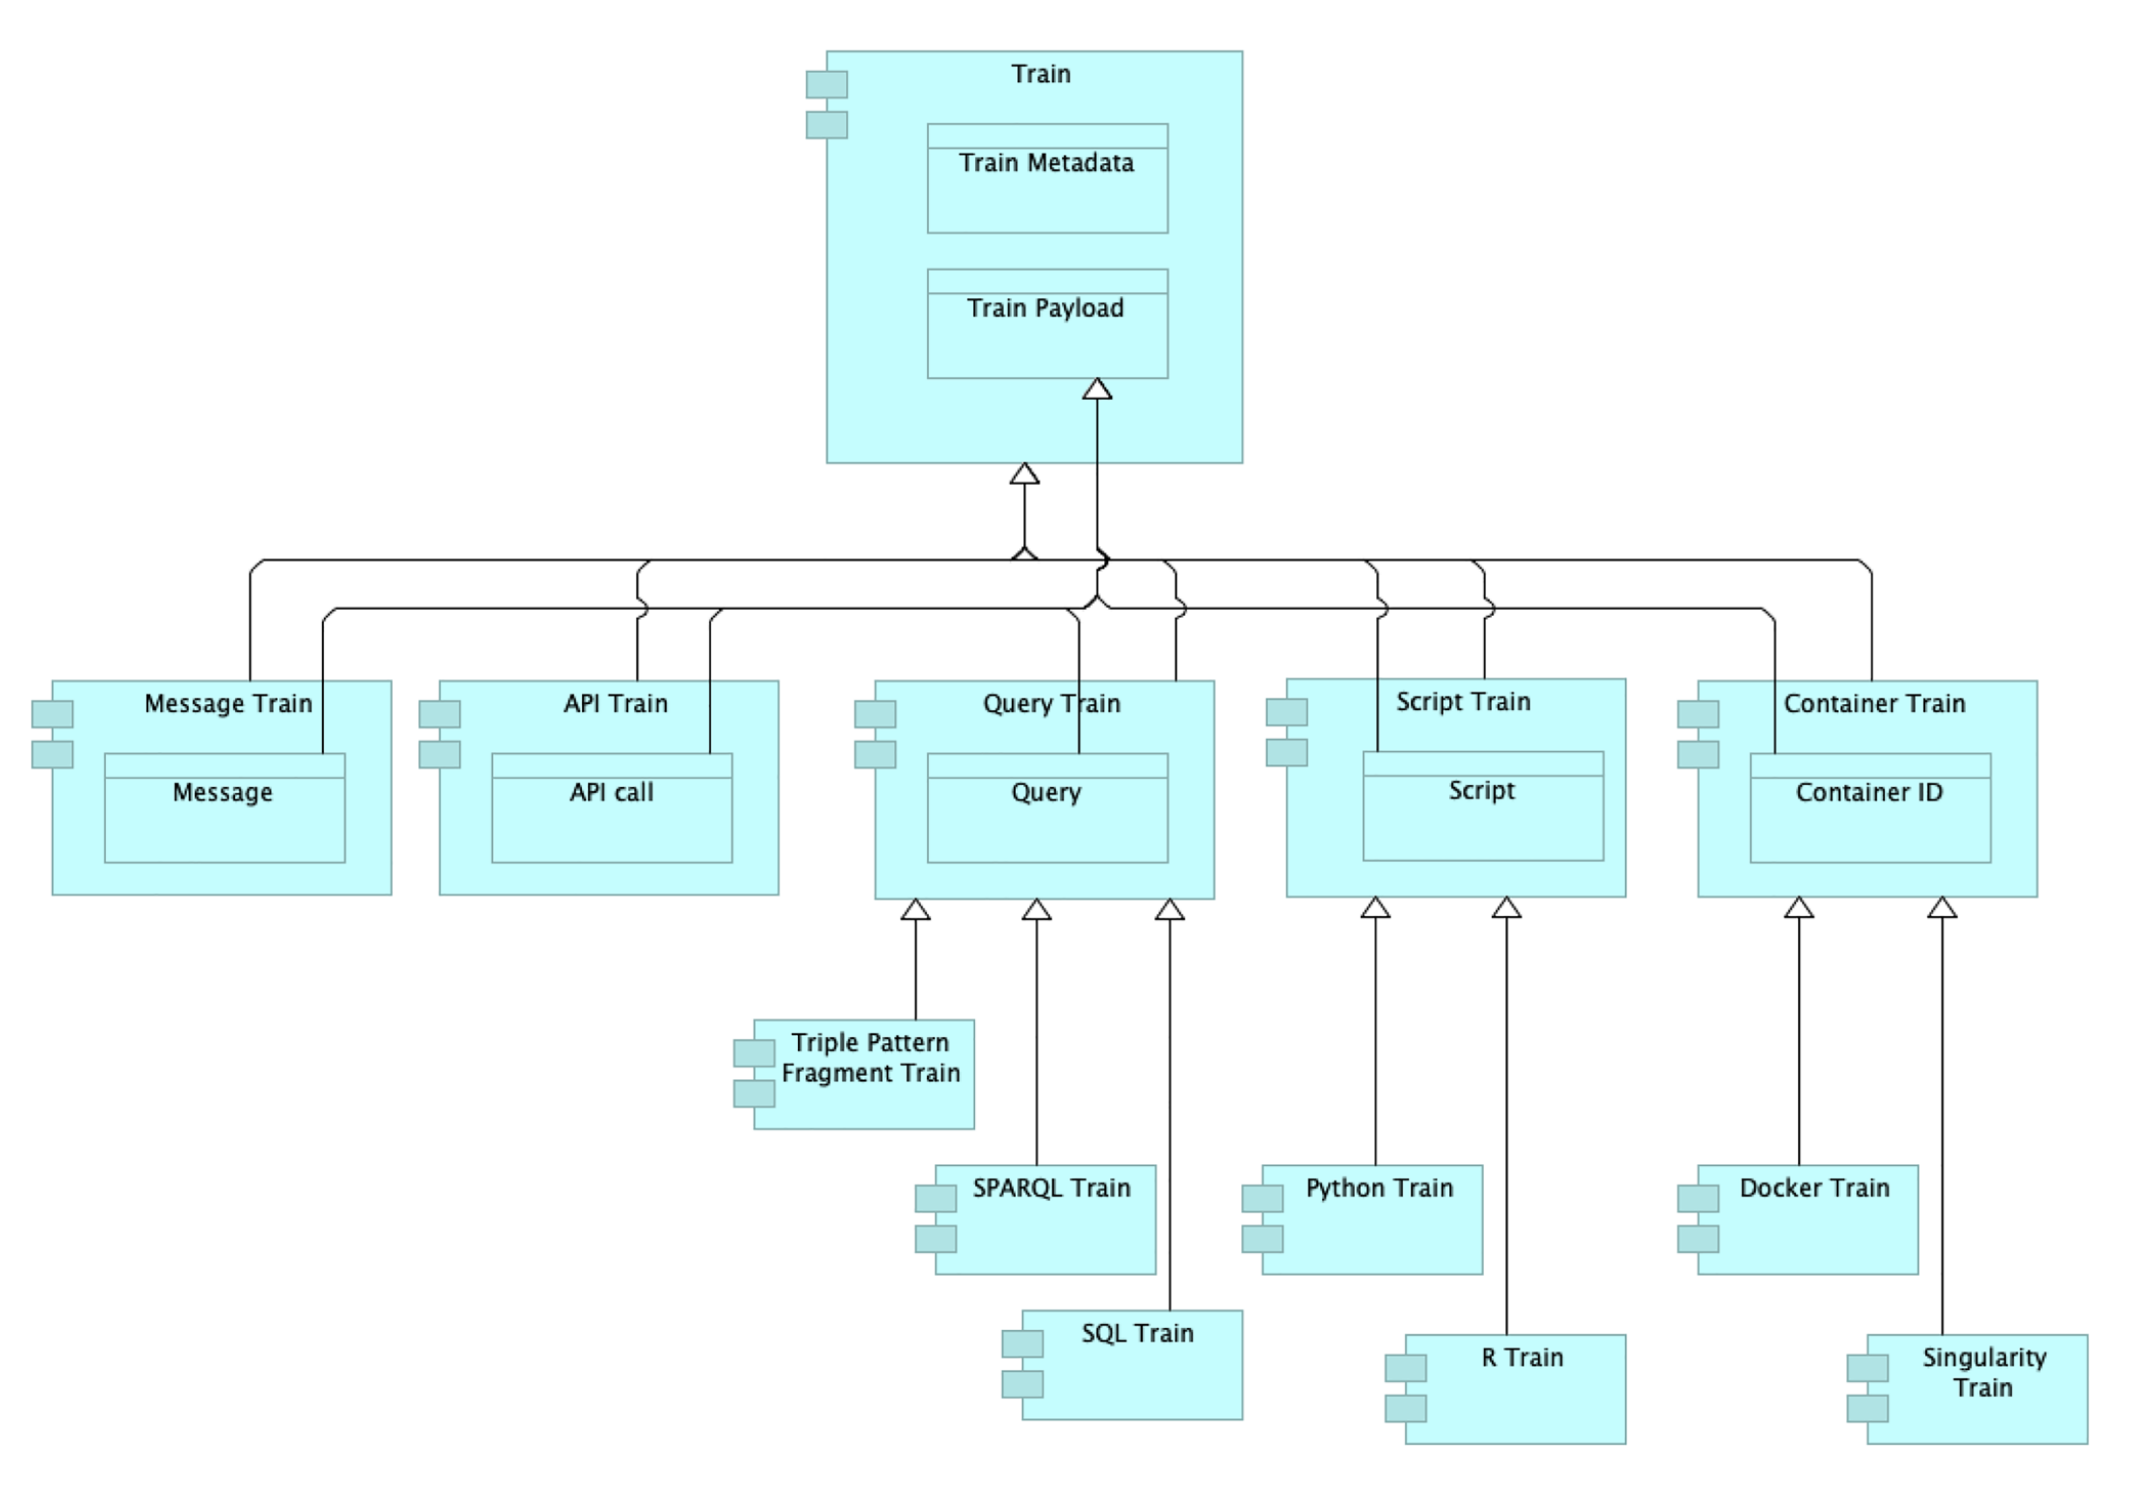 Train
Train Metadata
Train Payload
Message Train
Message
API Train
API call
Query Train
Query
Script Train
Script
Container Train
Container ID
Triple Pattern
Fragment Train
SPARQL Train
Python Train
Docker Train
SQL Train
R Train
Singularity
Train